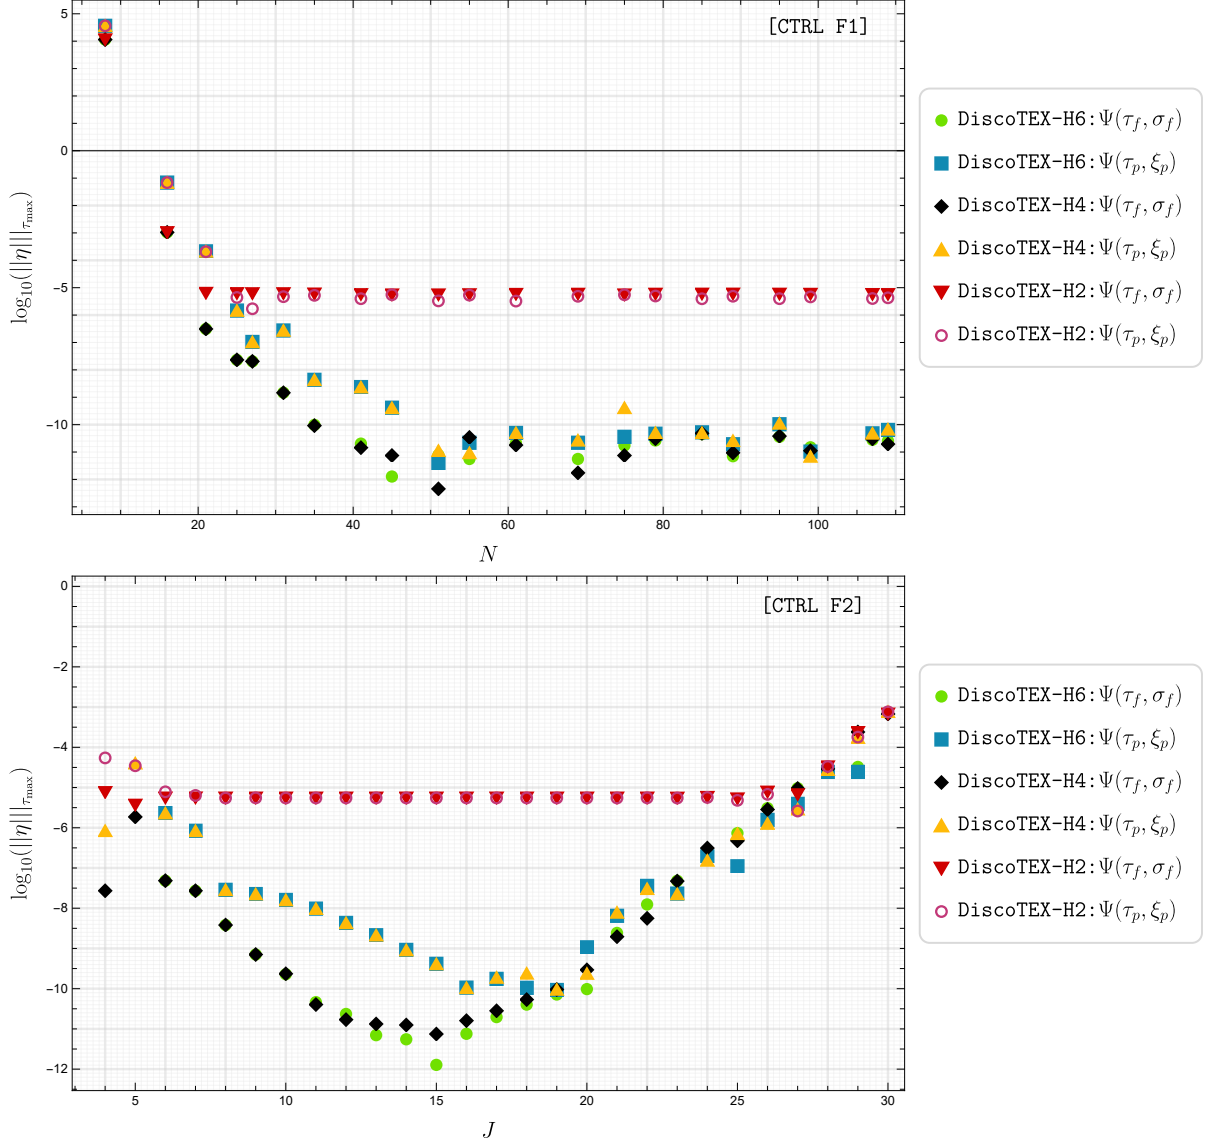 [CTRL F1]
5
0
−5
−10
log10(||η|||τmax)
20
40
60
80
100
N
DiscoTEX-H6:Ψ(τf, σf)
DiscoTEX-H6:Ψ(τp, ξp)
DiscoTEX-H4:Ψ(τf, σf)
DiscoTEX-H4:Ψ(τp, ξp)
DiscoTEX-H2:Ψ(τf, σf)
DiscoTEX-H2:Ψ(τp, ξp)
[CTRL F2]
0
−2
−4
−6
−8
−10
−12
log10(||η|||τmax)
5
10
15
20
25
30
J
DiscoTEX-H6:Ψ(τf, σf)
DiscoTEX-H6:Ψ(τp, ξp)
DiscoTEX-H4:Ψ(τf, σf)
DiscoTEX-H4:Ψ(τp, ξp)
DiscoTEX-H2:Ψ(τf, σf)
DiscoTEX-H2:Ψ(τp, ξp)